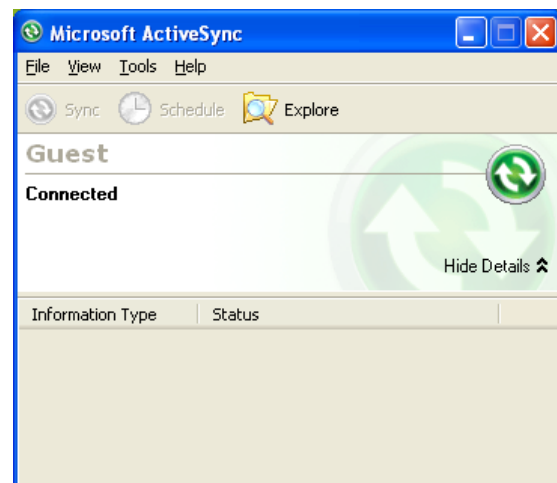 Microsoft ActiveSync
File View Tools Help
Sync Schedule Explore
Guest
Connected
Hide Details
Information Type Status